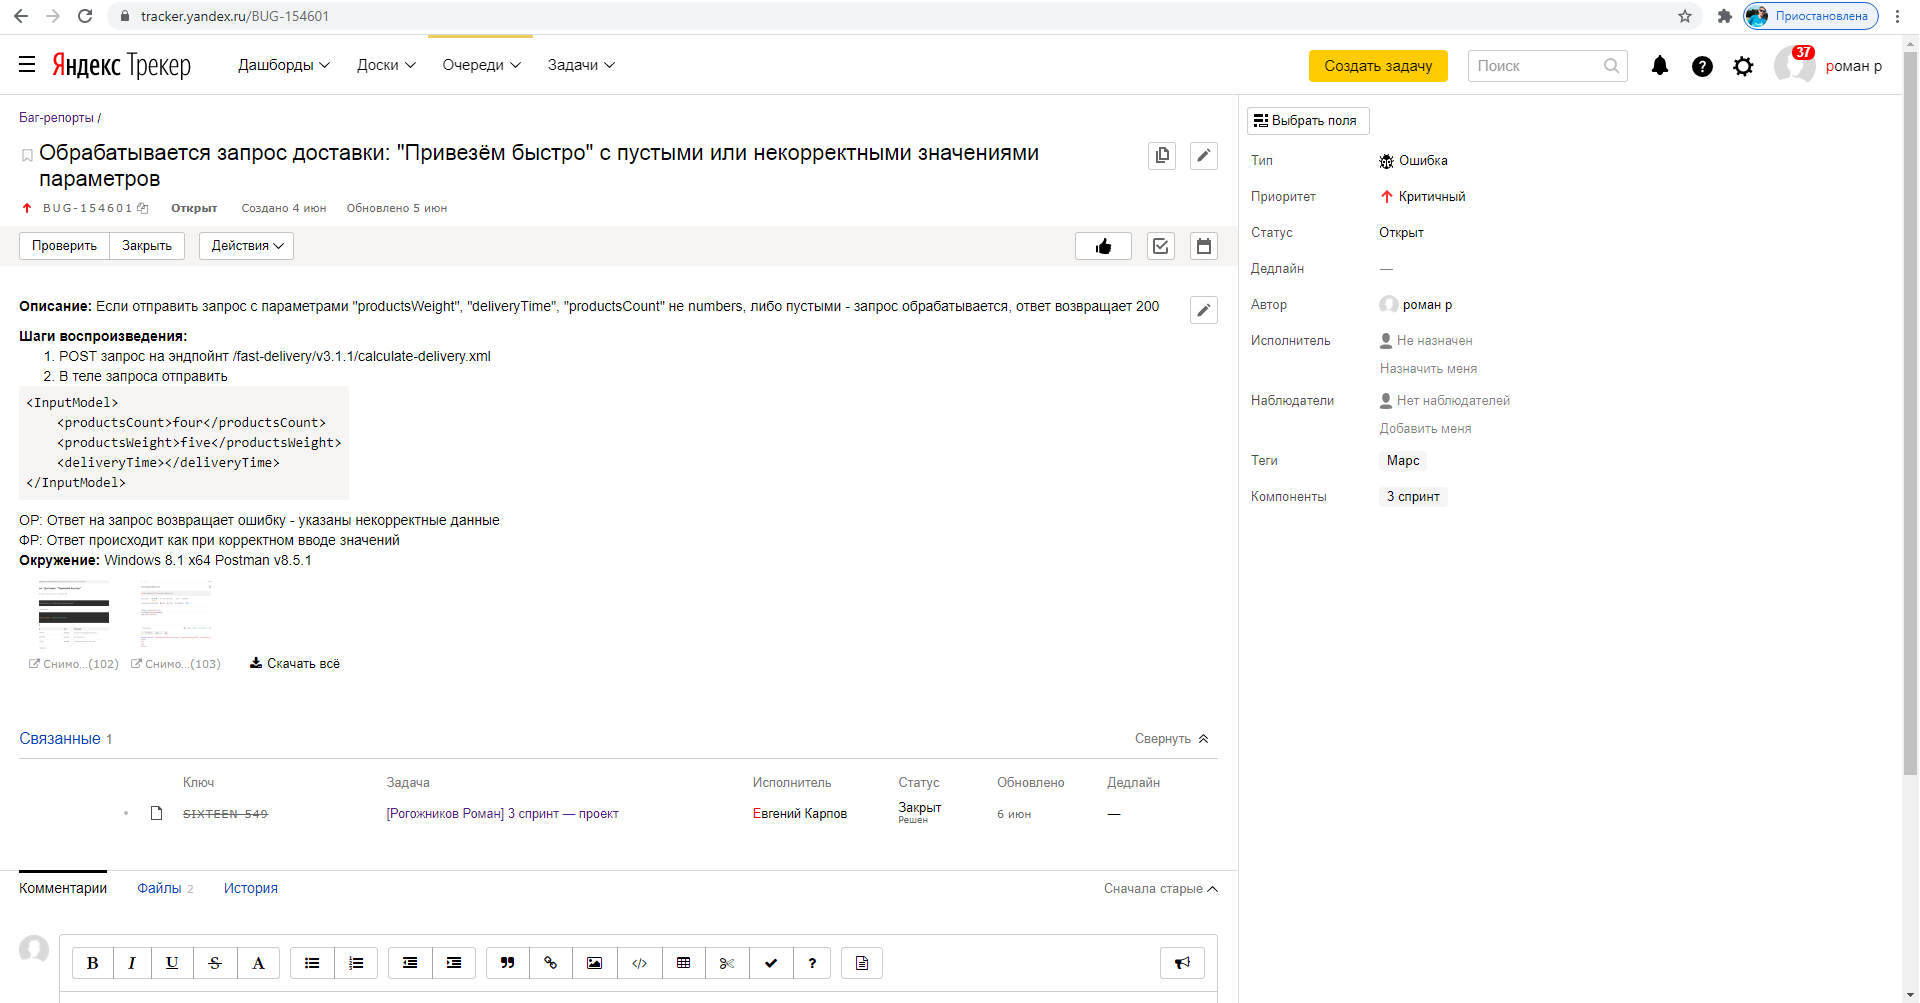 tracker.yandex.ru/BUG-154601
Приостановлена
Яндекс Трекер
Дашборды
Доски
Очереди
Задачи
Создать задачу
Поиск
37
роман р
Баг-репорты /
Обрабатывается запрос доставки: "Привезём быстро" с пустыми или некорректными значениями
параметров
BUG-154601 Открыт Создано 4 июн Обновлено 5 июн
Проверить
Закрыть
Действия
Описание: Если отправить запрос с параметрами "productsWeight", "deliveryTime", "productsCount" не numbers, либо пустыми - запрос обрабатывается, ответ возвращает 200
Шаги воспроизведения:
1. POST запрос на эндпойнт /fast-delivery/v3.1.1/calculate-delivery.xml
2. В теле запроса отправить
<InputModel>
<productsCount>four</productsCount>
<productsWeight>five</productsWeight>
<deliveryTime></deliveryTime>
</InputModel>
ОР: Ответ на запрос возвращает ошибку - указаны некорректные данные
ФР: Ответ происходит как при корректном вводе значений
Окружение: Windows 8.1 x64 Postman v8.5.1
Снимо...(102)
Снимо...(103)
Скачать всё
Связанные 1
Свернуть
Ключ Задача Исполнитель Статус Обновлено Дедлайн
SIXTEEN-549 [Рогожников Роман] 3 спринт — проект Евгений Карпов Закрыт 6 июн —
Решен
Комментарии
Файлы 2
История
Сначала старые
B I U S A
Выбрать поля
Тип Ошибка
Приоритет Критичный
Статус Открыт
Дедлайн —
Автор роман р
Исполнитель Не назначен
Назначить меня
Наблюдатели Нет наблюдателей
Добавить меня
Теги Марс
Компоненты 3 спринт